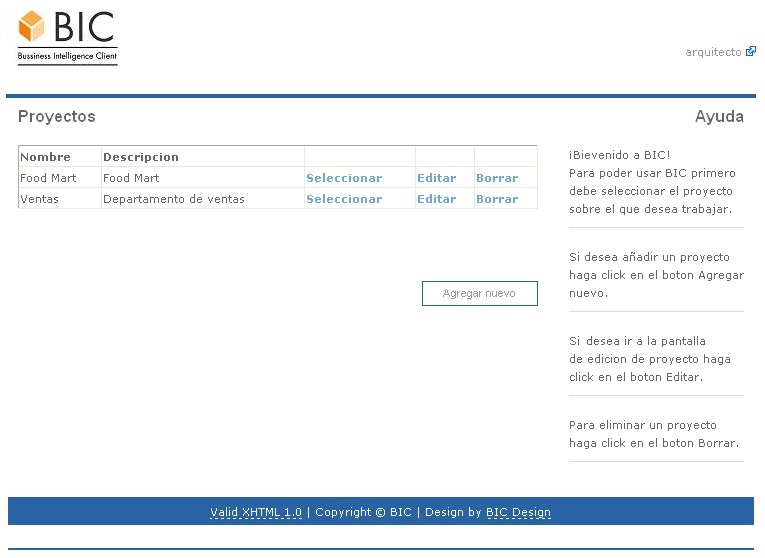 BIC
Bussiness Intelligence Client
arquitecto
Proyectos
Nombre Descripcion
Food Mart Food Mart Seleccionar Editar Borrar
Ventas Departamento de ventas Seleccionar Editar Borrar
Agregar nuevo
Ayuda
¡Bievenido a BIC!
Para poder usar BIC primero
debe seleccionar el proyecto
sobre el que desea trabajar.
Si desea añadir un proyecto
haga click en el boton Agregar
nuevo.
Si desea ir a la pantalla
de edicion de proyecto haga
click en el boton Editar.
Para eliminar un proyecto
haga click en el boton Borrar.
Valid XHTML 1.0 | Copyright © BIC | Design by BIC Design